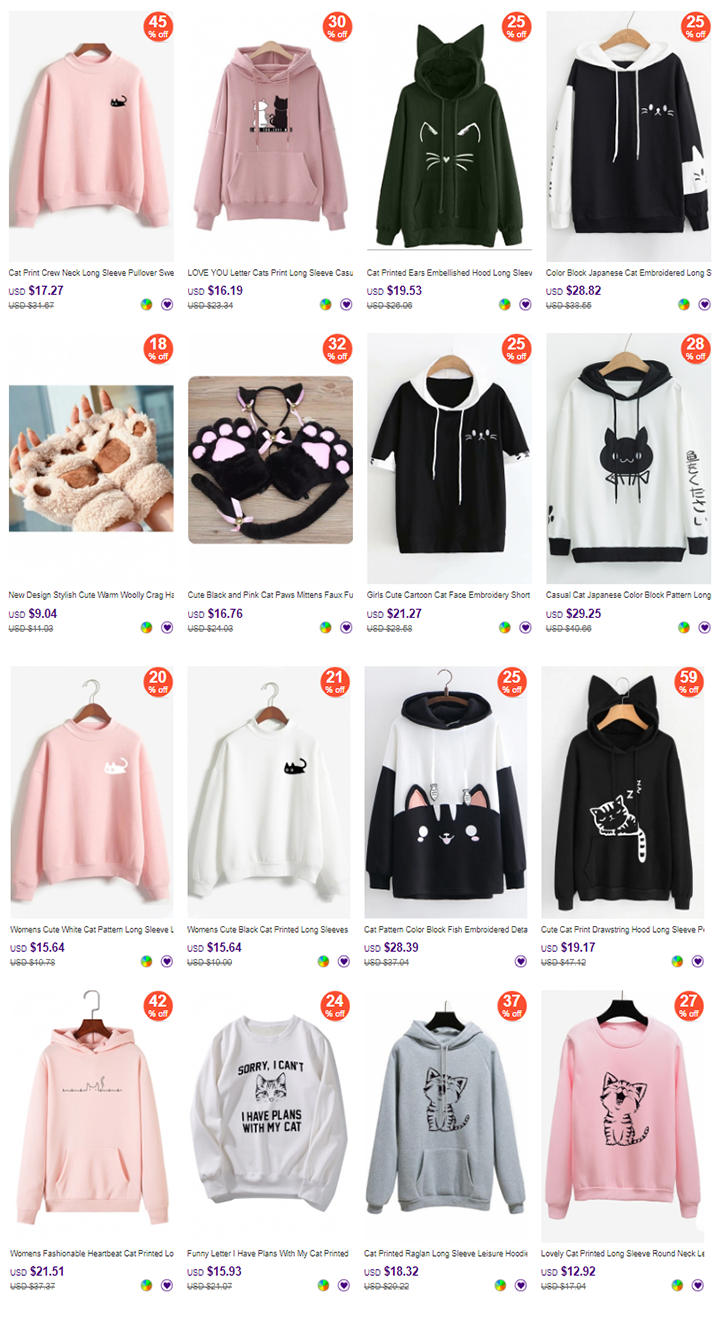 45
% off
30
% off
25
% off
25
% off
Cat Print Crew Neck Long Sleeve Pullover Swe
LOVE YOU Letter Cats Print Long Sleeve Casu
Cat Printed Ears Embellished Hood Long Sleev
Color Block Japanese Cat Embroidered Long S
USD $17.27
USD $16.19
USD $19.53
USD $28.82
USD $31.67
USD $23.34
USD $26.06
USD $38.55
18
% off
32
% off
25
% off
28
% off
New Design Stylish Cute Warm Woolly Crag Ha
Cute Black and Pink Cat Paws Mittens Faux Fu
Girls Cute Cartoon Cat Face Embroidery Short
Casual Cat Japanese Color Block Pattern Long
USD $9.04
USD $16.76
USD $21.27
USD $29.25
USD $11.03
USD $24.03
USD $28.58
USD $40.66
20
% off
21
% off
25
% off
59
% off
z z z
Womens Cute White Cat Pattern Long Sleeve L
Womens Cute Black Cat Printed Long Sleeves
Cat Pattern Color Block Fish Embroidered Deta
Cute Cat Print Drawstring Hood Long Sleeve P
USD $15.64
USD $15.64
USD $28.39
USD $19.17
USD $37.04
USD $47.12
42
% off
24
% off
37
% off
27
% off
SORRY, I CAN'T
I HAVE PLANS
WITH MY CAT
Womens Fashionable Heartbeat Cat Printed Lo
Funny Letter I Have Plans With My Cat Printed
Cat Printed Raglan Long Sleeve Leisure Hoodie
Lovely Cat Printed Long Sleeve Round Neck Le
USD $21.51
USD $15.93
USD $18.32
USD $12.92
USD $37.37
USD $21.07
USD $17.04